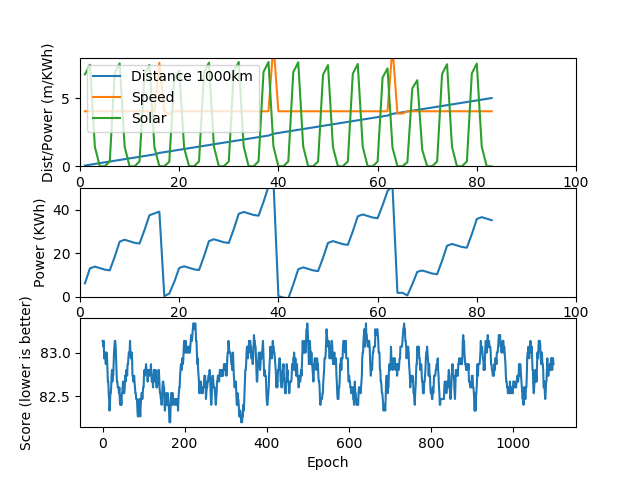 Dist/Power (m/KWh)
5
0
Distance 1000km
Speed
Solar
0 20 40 60 80 100
Power (KWh)
40
20
0
0 20 40 60 80 100
Score (lower is better)
83.0
82.5
0 200 400 600 800 1000
Epoch